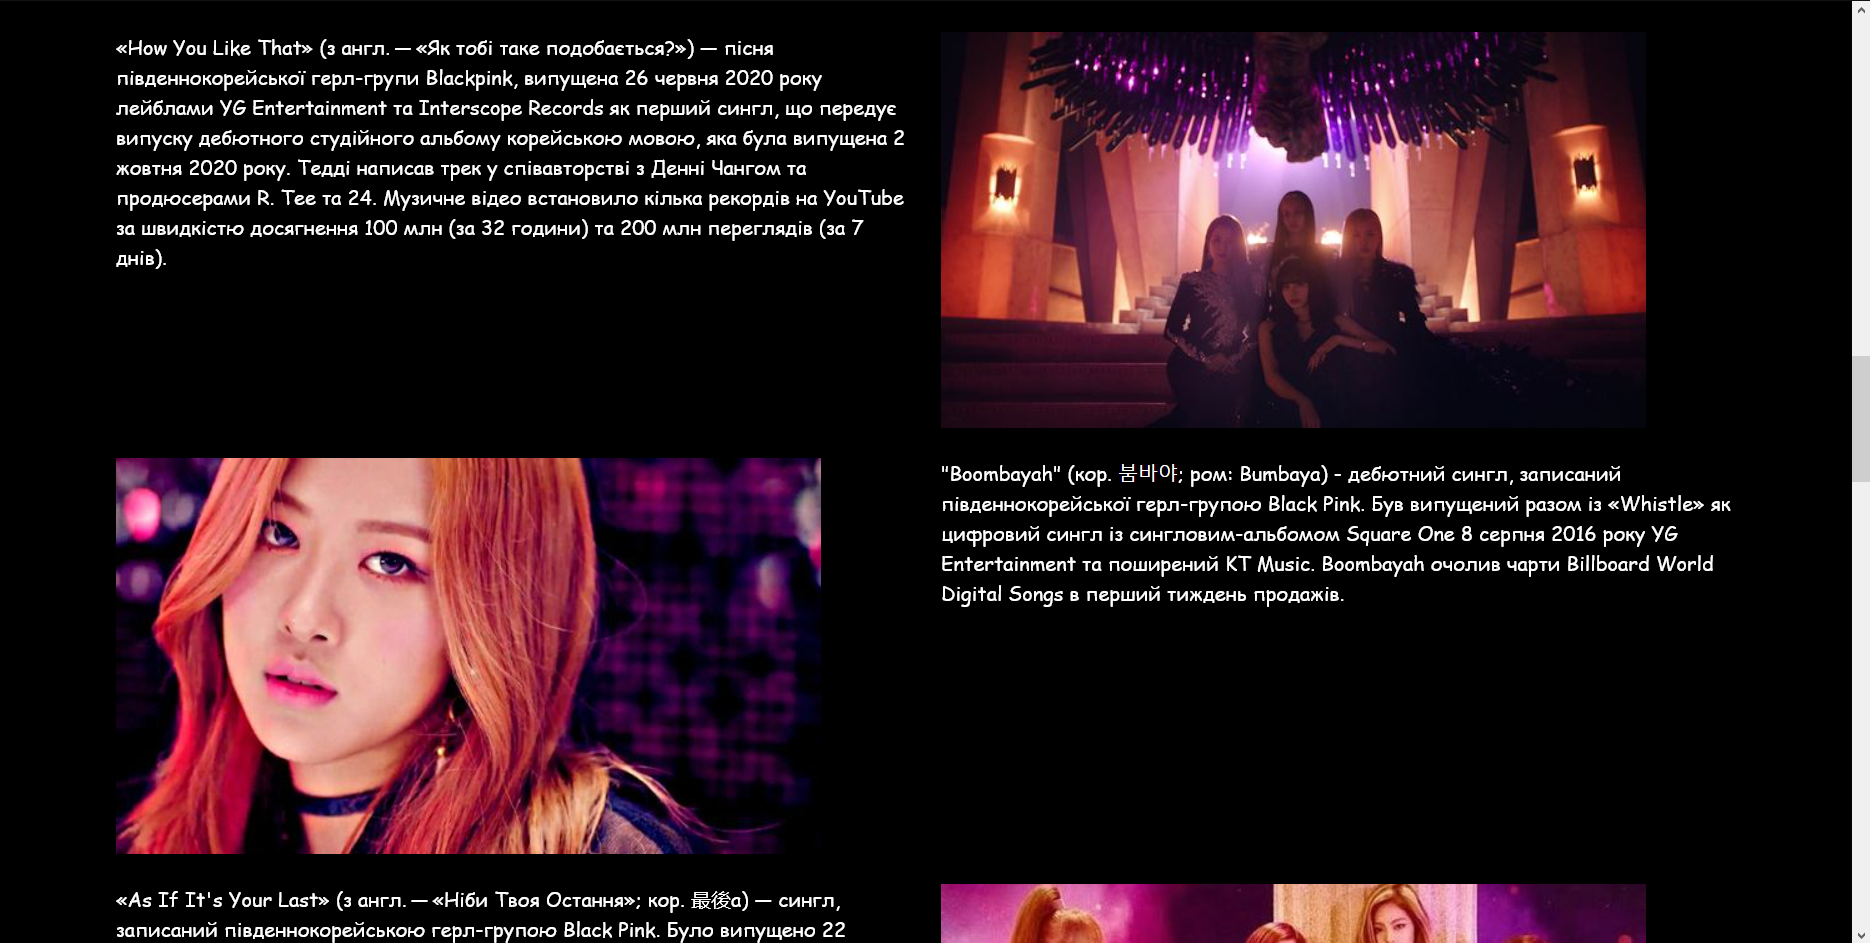 «How You Like That» (з англ. — «Як тобі таке подобається?») — пісня
південнокорейської герл-групи Blackpink, випущена 26 червня 2020 року
лейблами YG Entertainment та Interscope Records як перший сингл, що передує
випуску дебютного студійного альбому корейською мовою, яка була випущена 2
жовтня 2020 року. Тедді написав трек у співавторстві з Денні Чангом та
продюсерами R. Tee та 24. Музичне відео встановило кілька рекордів на YouTube
за швидкістю досягнення 100 млн (за 32 години) та 200 млн переглядів (за 7
днів).
"Boombayah" (кор. 붐바야; ром: Bumbaya) - дебютний сингл, записаний
південнокорейської герл-групою Black Pink. Був випущений разом із «Whistle» як
цифровий сингл із сингловим-альбомом Square One 8 серпня 2016 року YG
Entertainment та поширений KT Music. Boombayah очолив чарти Billboard World
Digital Songs в перший тиждень продажів.
«As If It's Your Last» (з англ. — «Ніби Твоя Остання»; кор. 最後а) — сингл,
записаний південнокорейською герл-групою Black Pink. Було випущено 22